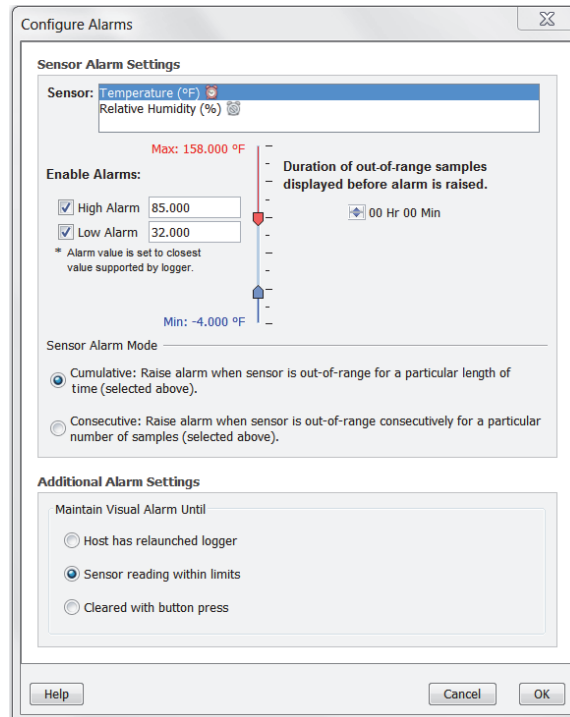 Configure Alarms
Sensor Alarm Settings
Sensor: Temperature (ºF)
Relative Humidity (%)
Max: 158.000 ºF
Duration of out-of-range samples
displayed before alarm is raised.
Enable Alarms:
High Alarm 85.000
00 Hr 00 Min
Low Alarm 32.000
* Alarm value is set to closest
value supported by logger.
Min: -4.000 ºF
Sensor Alarm Mode
Cumulative: Raise alarm when sensor is out-of-range for a particular length of
time (selected above).
Consecutive: Raise alarm when sensor is out-of-range consecutively for a particular
number of samples (selected above).
Additional Alarm Settings
Maintain Visual Alarm Until
Host has relaunched logger
Sensor reading within limits
Cleared with button press
Help Cancel OK